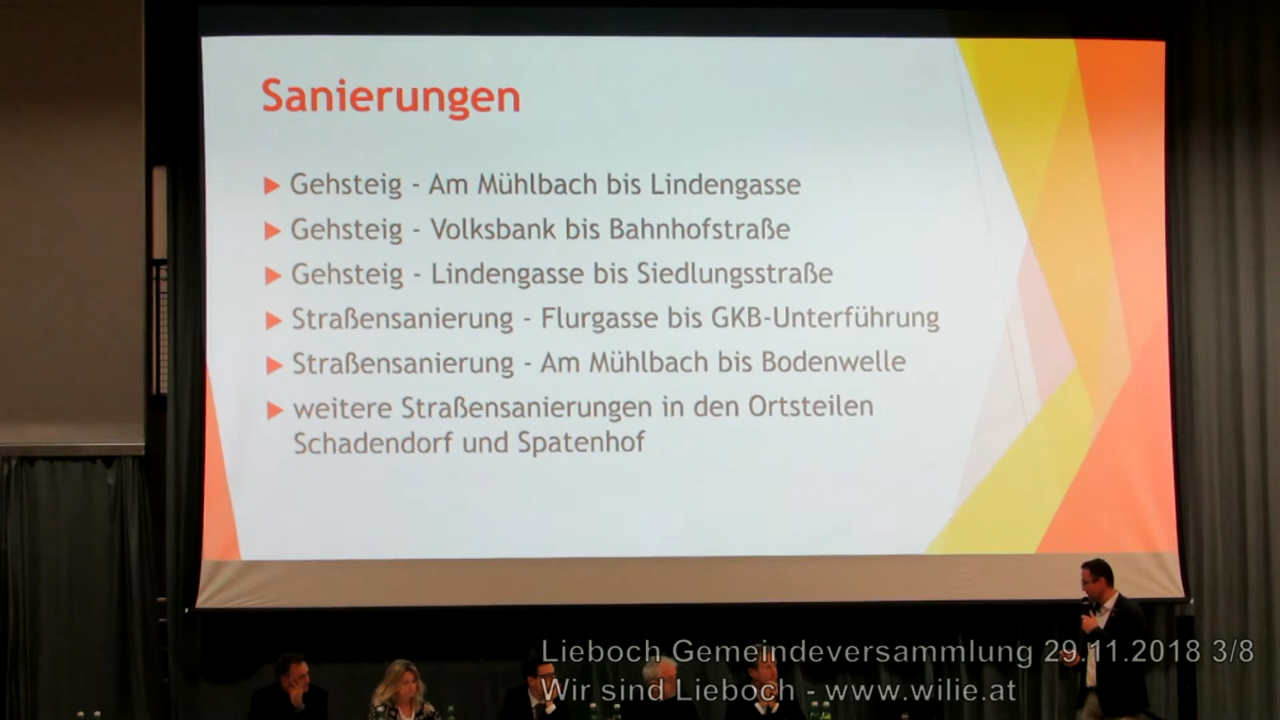 Sanierungen
Gehsteig - Am Mühlbach bis Lindengasse
Gehsteig - Volksbank bis Bahnhofstraße
Gehsteig - Lindengasse bis Siedlungsstraße
Straßensanierung - Flurgasse bis GKB-Unterführung
Straßensanierung - Am Mühlbach bis Bodenwelle
weitere Straßensanierungen in den Ortsteilen
Schadendorf und Spatenhof
Lieboch Gemeindeversammlung 29.11.2018 3/8
Wir sind Lieboch - www.wilie.at